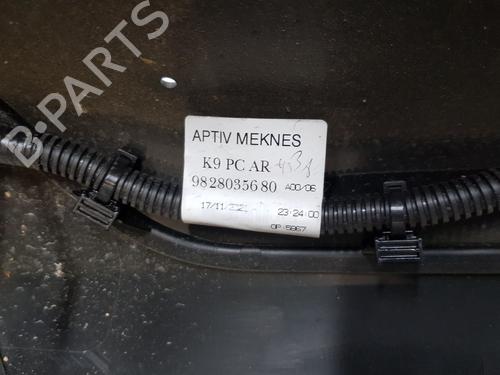 APTIV MEKNES
K9 PC AR
9828035680 A00/06
23:24:00
OP:5867
B-PARTS